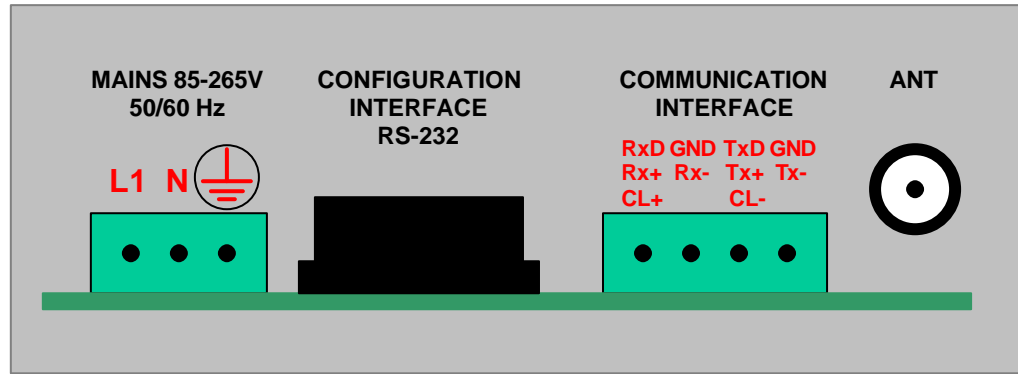 MAINS 85-265V
50/60 Hz
L1 N
CONFIGURATION
INTERFACE
RS-232
COMMUNICATION
INTERFACE
RxD GND TxD GND
Rx+ Rx- Tx+ Tx-
CL+ CL-
ANT